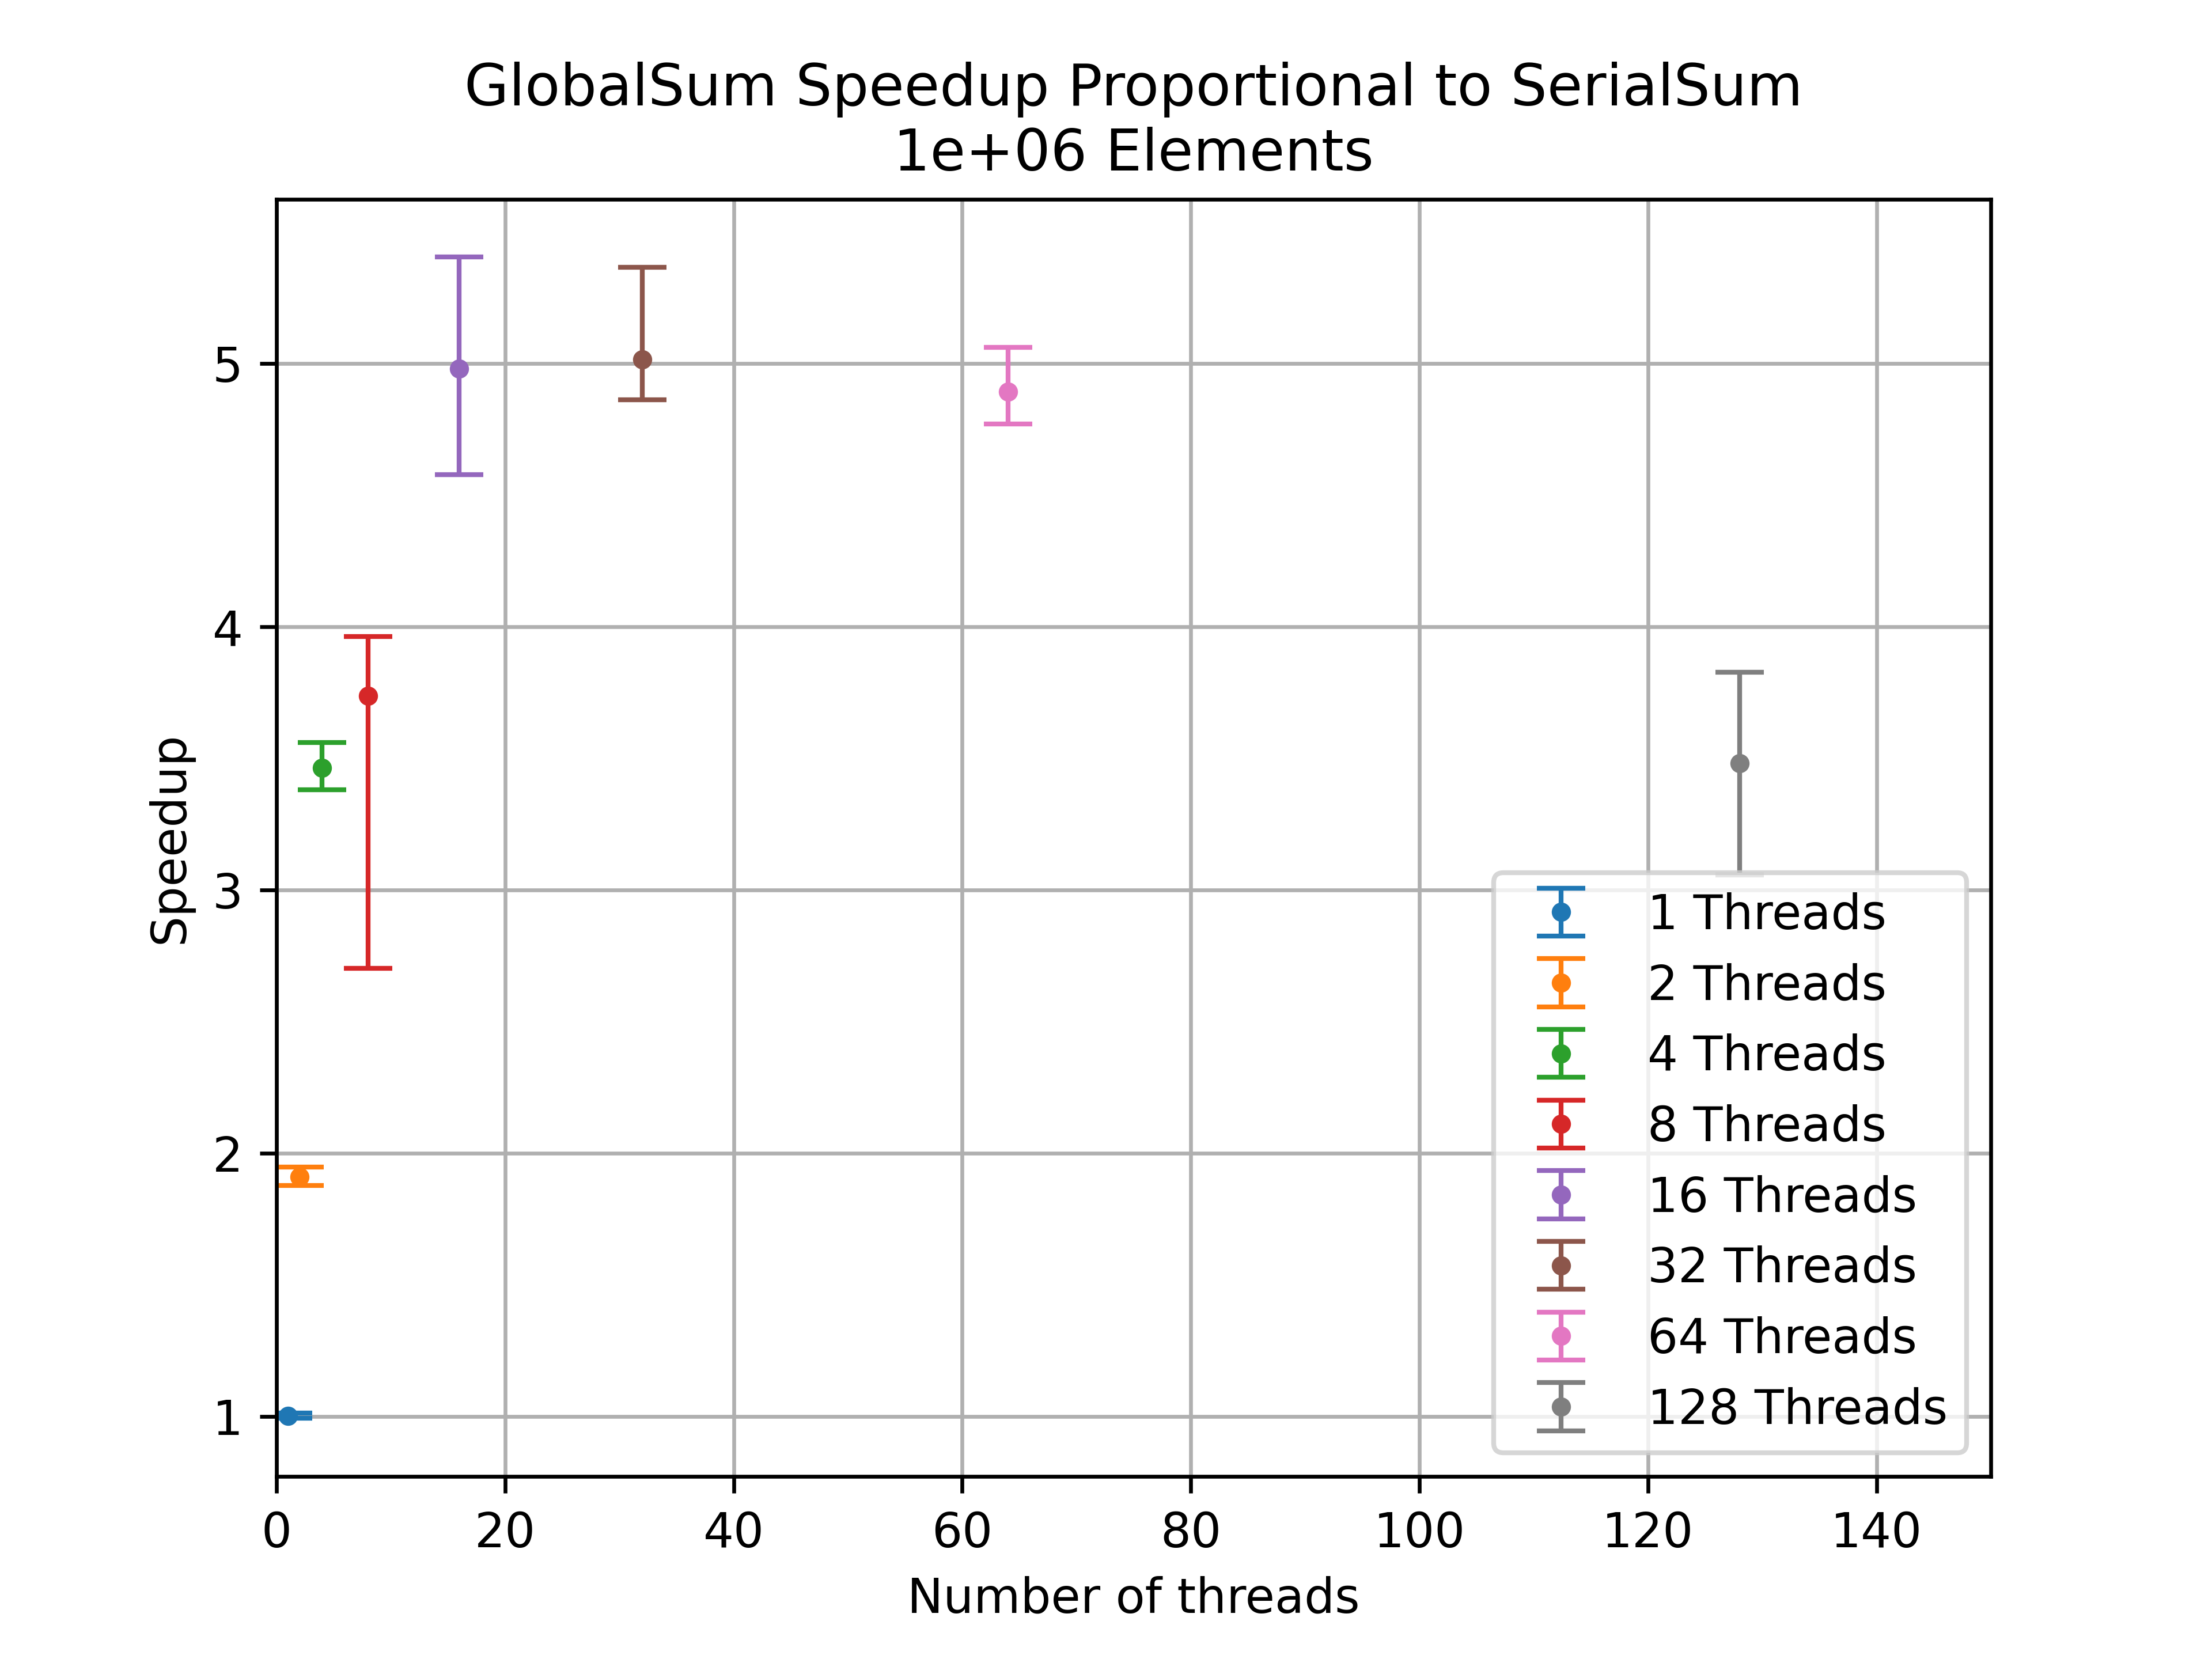 GlobalSum Speedup Proportional to SerialSum
1e+06 Elements
Speedup
5
4
3
2
1
0 20 40 60 80 100 120 140
Number of threads
1 Threads
2 Threads
4 Threads
8 Threads
16 Threads
32 Threads
64 Threads
128 Threads